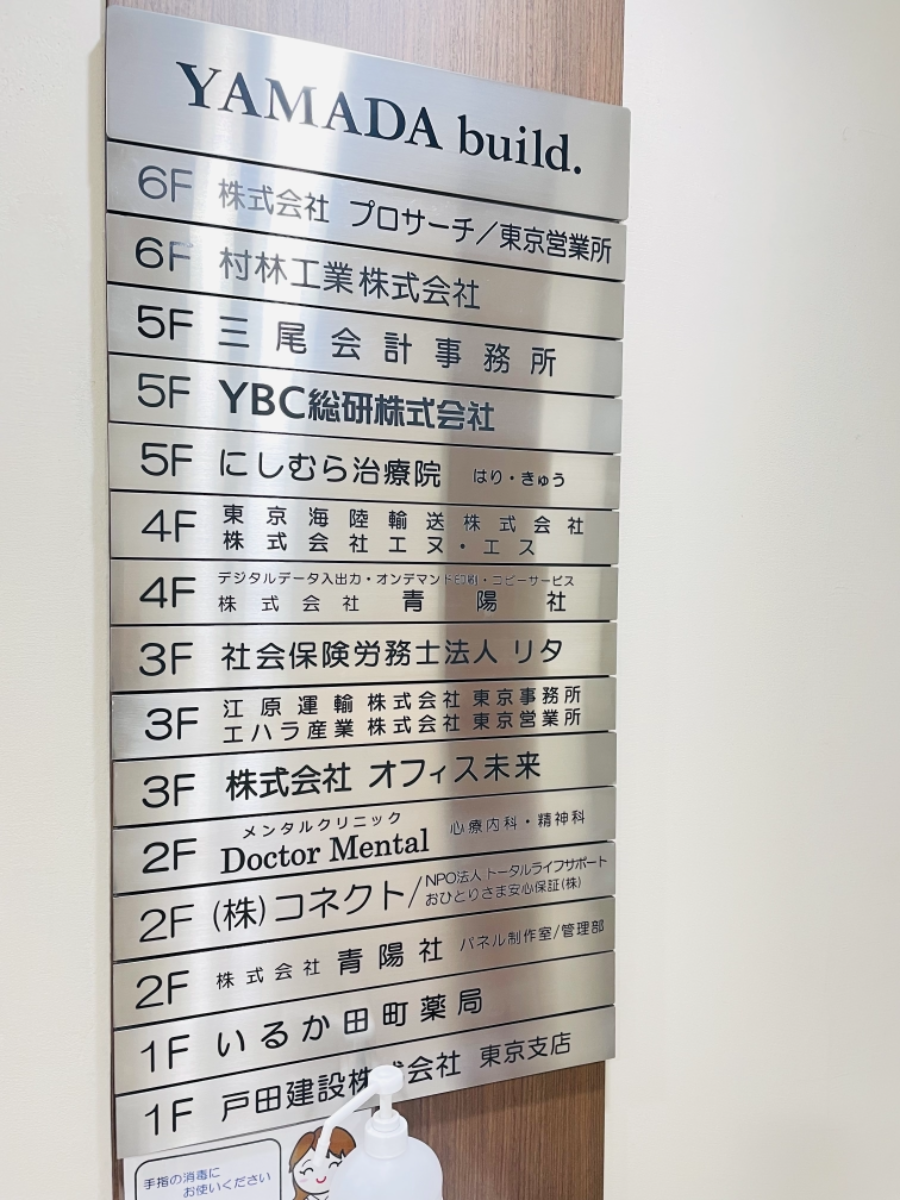 YAMADA build.
6F 株式会社 プロサーチ/東京営業所
6F 村林工業株式会社
5F 三尾会計事務所
5F YBC総研株式会社
5F にしむら治療院 はり・きゅう
4F 東京海陸輸送株式会社
株式会社エヌ・エス
4F デジタルデータ入出力・オンデマンド印刷・コピーサービス
株式会社 青陽社
3F 社会保険労務士法人 リタ
3F 江原運輸 株式会社 東京事務所
エハラ産業 株式会社 東京営業所
3F 株式会社 オフィス未来
メンタルクリニック
2F Doctor Mental 心療内科・精神科
2F (株)コネクト/NPO法人トータルライフサポート
おひとりさま安心保証(株)
2F 株式会社 青陽社 パネル制作室/管理部
1F いるか田町薬局
1F 戸田建設株式会社 東京支店
手指の消毒に
お使いください